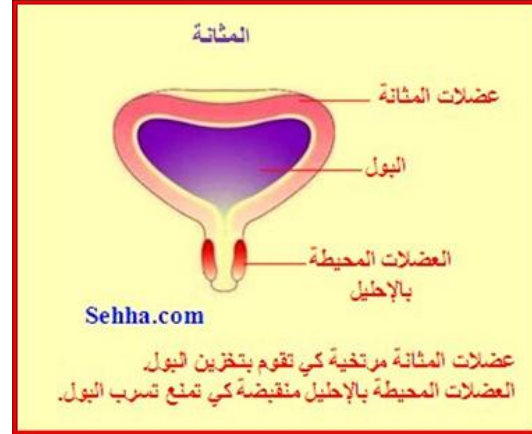 المثانة
عضلات المثانة
البول
العضلات المحيطة
بالإحليل
Sehha.com
عضلات المثانة مرتخية كي تقوم بتخزين البول.
العضلات المحيطة بالإحليل منقبضة كي تمنع تسرب البول.